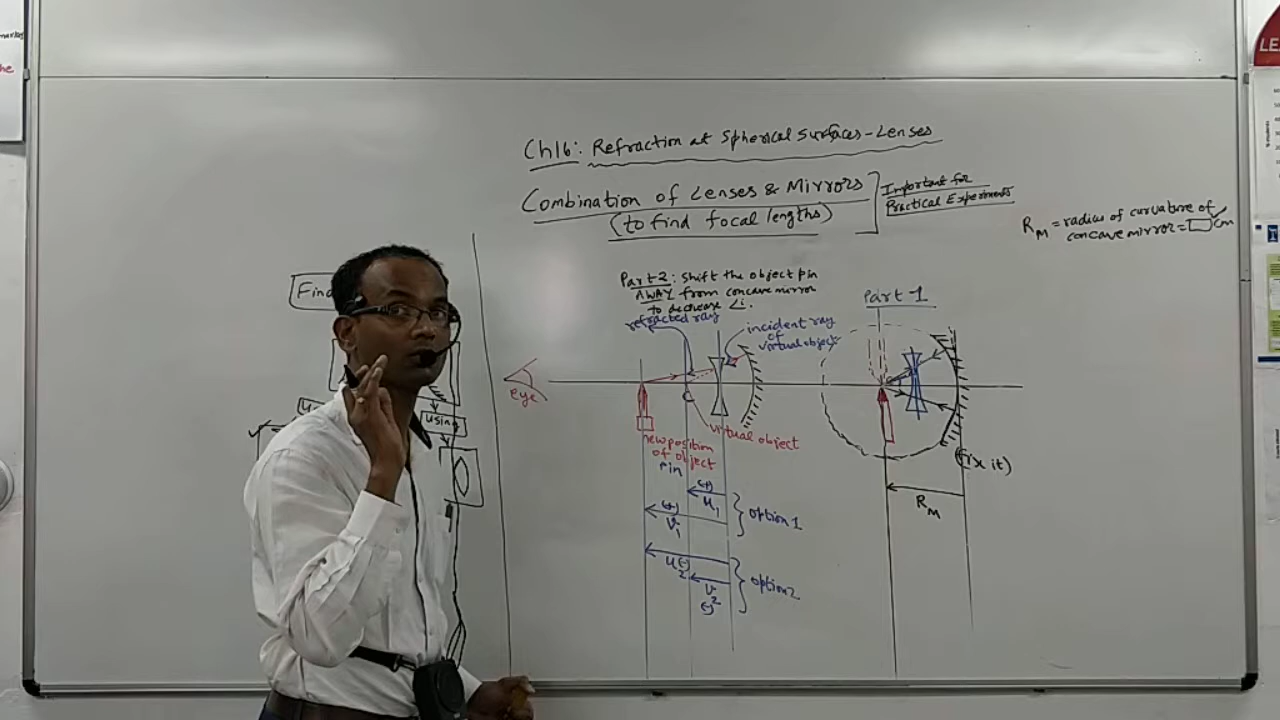 Ch16: Refraction at Spherical Surfaces-Lenses
Combination of Lenses & Mirrors
(to find focal lengths)
Important for
Practical Experiments
R_M = radius of curvature of
concave mirror = □ cm
Part-2: Shift the object pin
AWAY from concave mirror
to decrease ∠i.
refracted ray
incident ray
of
virtual object
Part-1
eye
virtual object
new position
of object
pin
(fix it)
R_M
(+)
u₁
(+)
v₁
option 1
u₂(-)
v₂
(-)
option 2
Find
using
LE